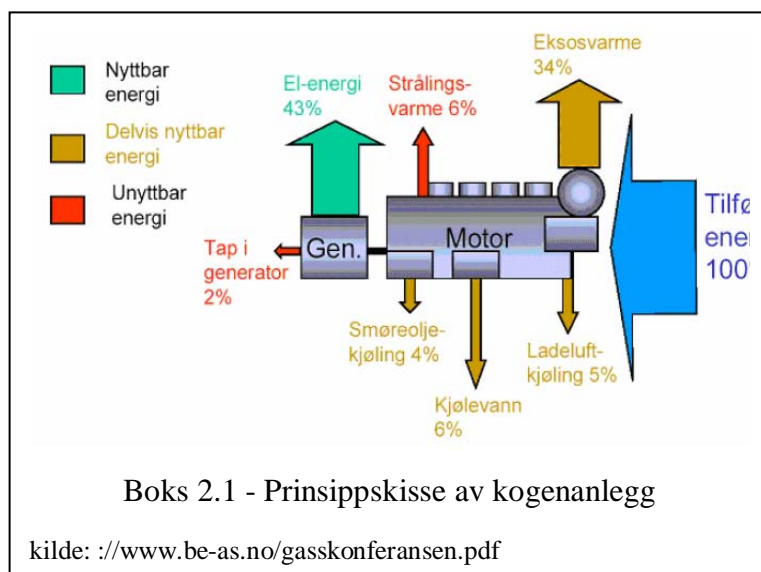 Nyttbar
energi
Delvis nyttbar
energi
Unyttbar
energi
El-energi
43%
Strålings-
varme 6%
Eksosvarme
34%
Gen.
Motor
Tap i
generator
2%
Smøreolje-
kjøling 4%
Kjølevann
6%
Ladeluft-
kjøling 5%
Boks 2.1 - Prinsippskisse av kogenanlegg
kilde: ://www.be-as.no/gasskonferansen.pdf